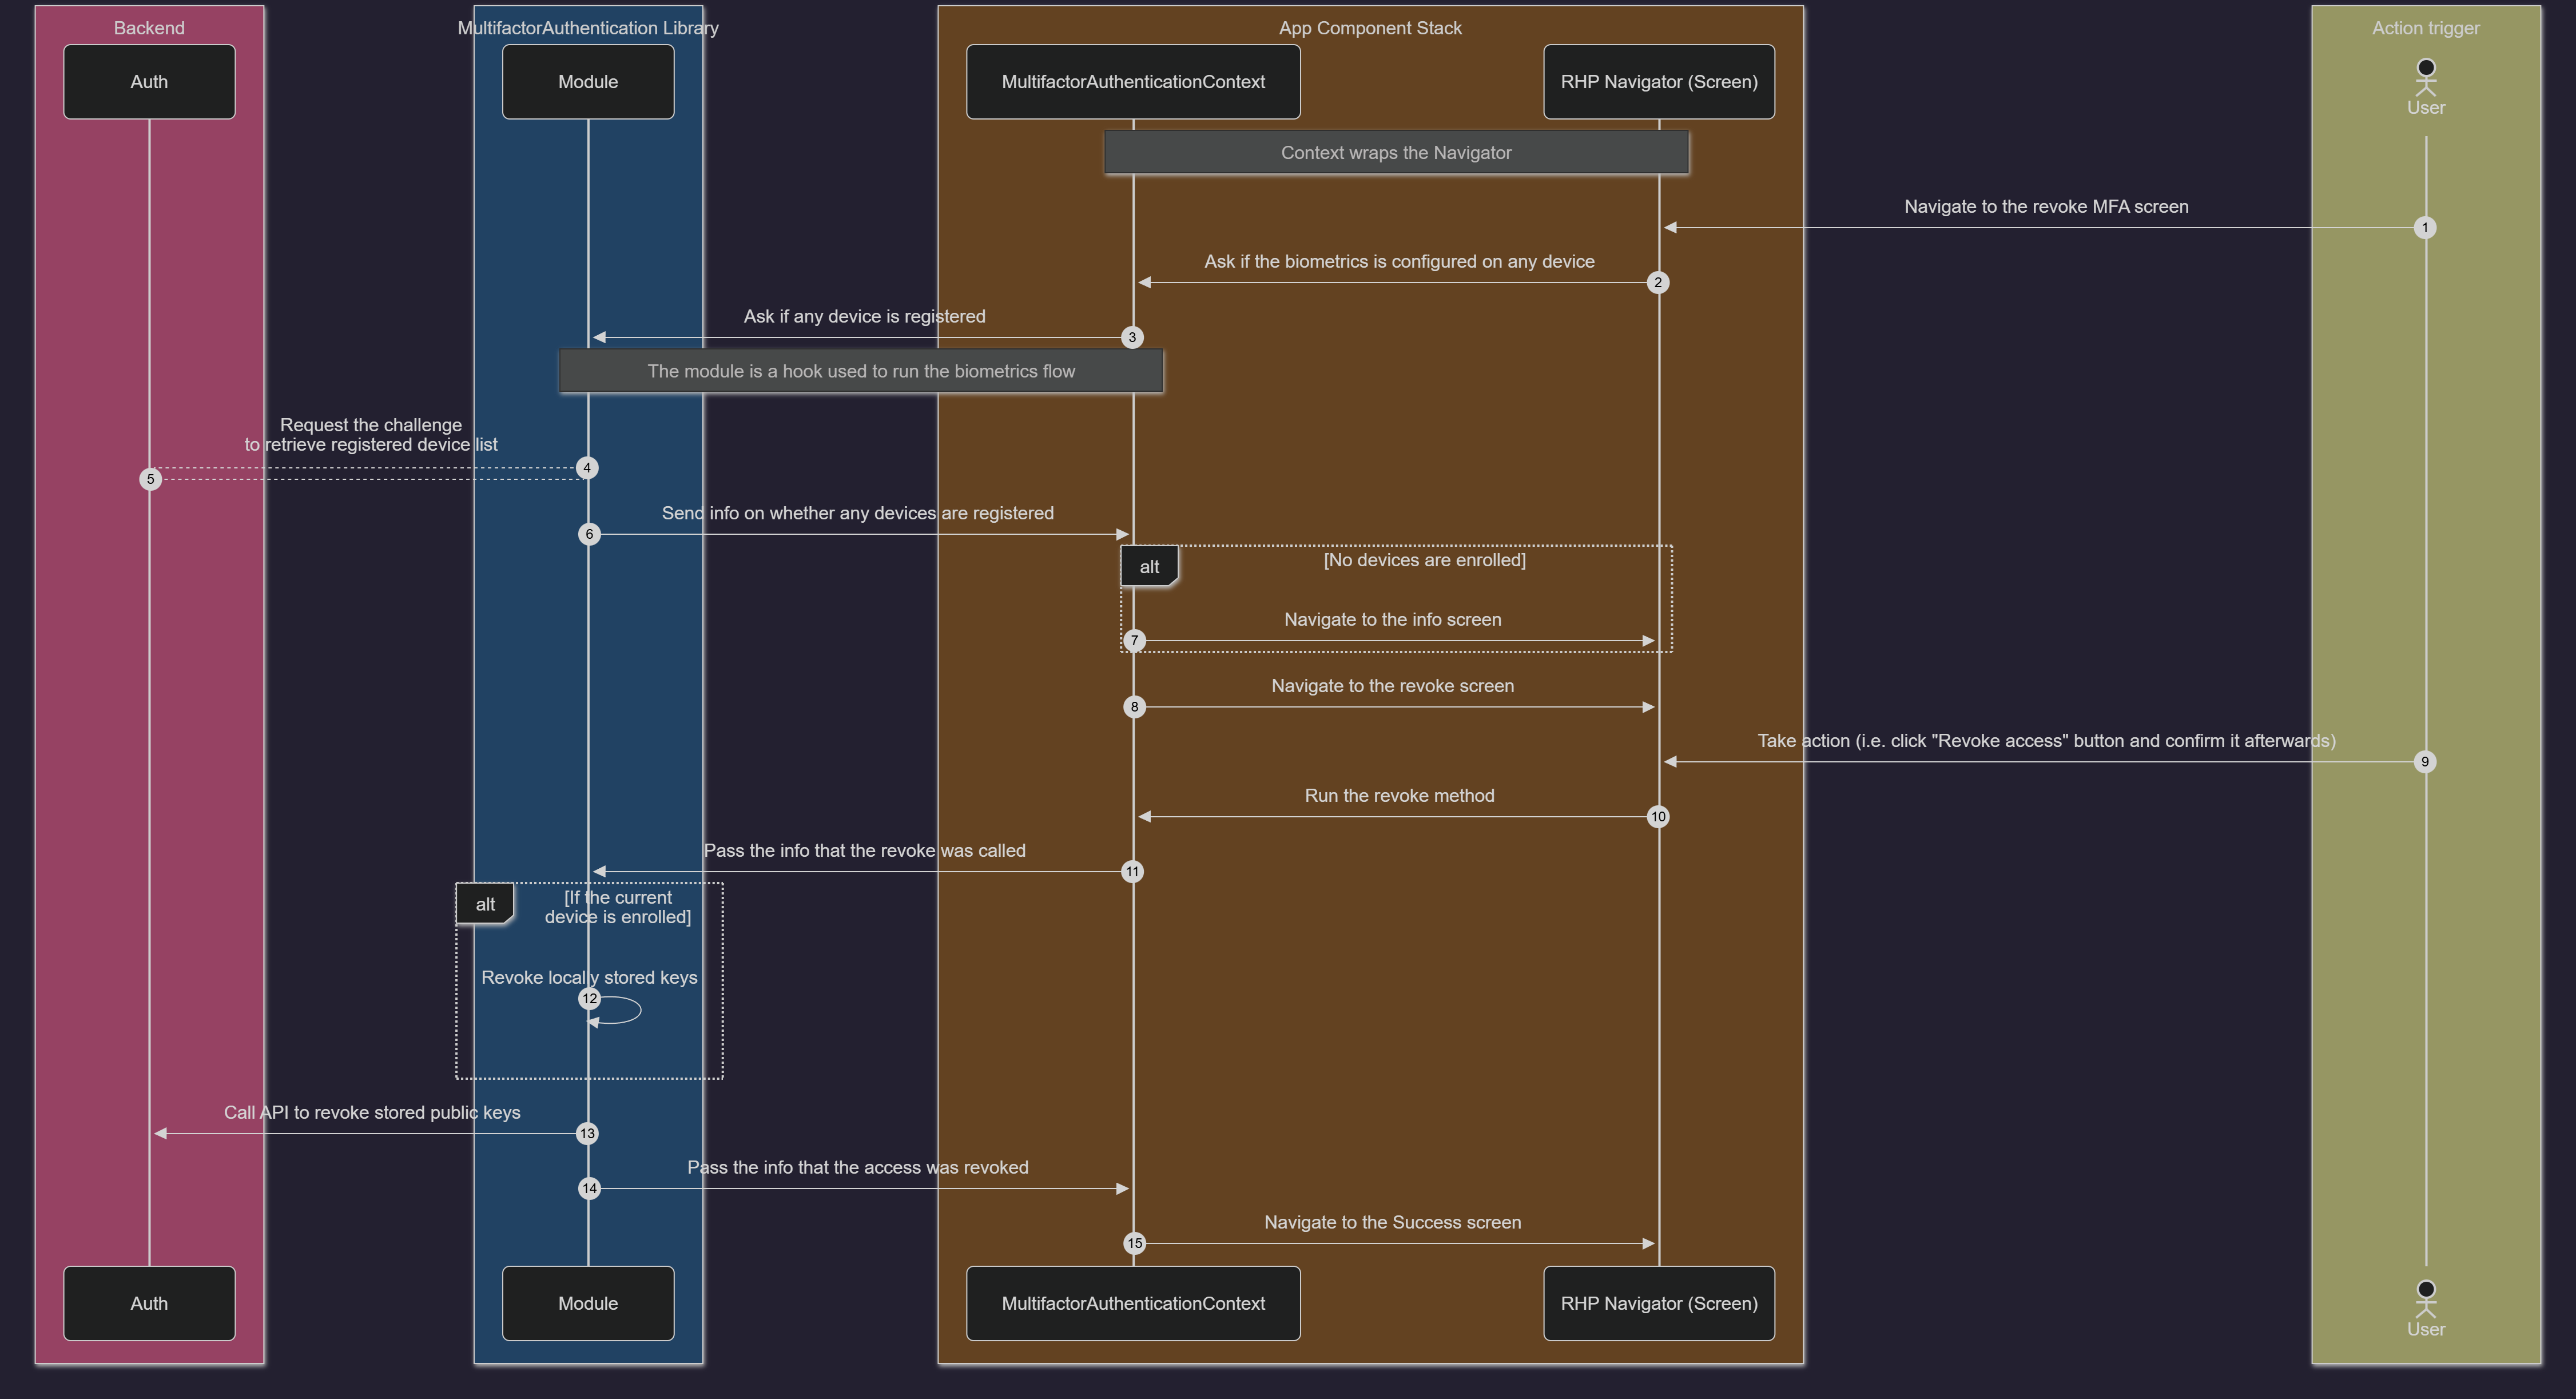 Backend
MultifactorAuthentication Library
App Component Stack
Action trigger
Auth
Module
MultifactorAuthenticationContext
RHP Navigator (Screen)
User
Context wraps the Navigator
Navigate to the revoke MFA screen
1
Ask if the biometrics is configured on any device
2
Ask if any device is registered
3
The module is a hook used to run the biometrics flow
Request the challenge
to retrieve registered device list
4
5
Send info on whether any devices are registered
6
alt
[No devices are enrolled]
Navigate to the info screen
7
Navigate to the revoke screen
8
Take action (i.e. click "Revoke access" button and confirm it afterwards)
9
Run the revoke method
10
Pass the info that the revoke was called
11
alt
[If the current
device is enrolled]
Revoke locally stored keys
12
Call API to revoke stored public keys
13
Pass the info that the access was revoked
14
Navigate to the Success screen
15
Auth
Module
MultifactorAuthenticationContext
RHP Navigator (Screen)
User